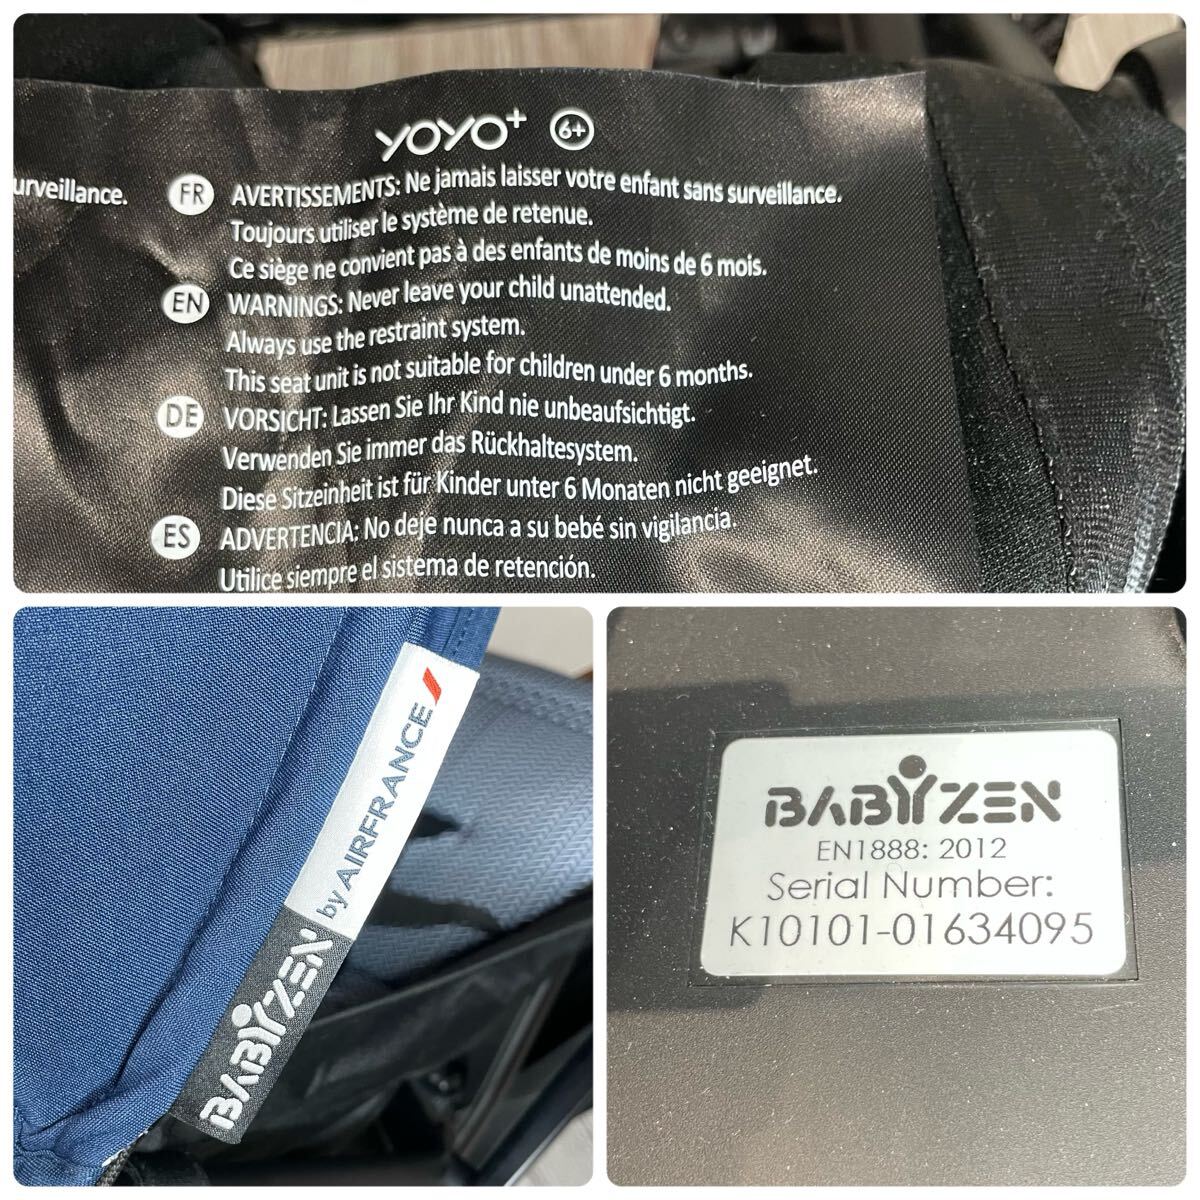 YOYO+ 6+
urveillance.
FR AVERTISSEMENTS: Ne jamais laisser votre enfant sans surveillance.
Toujours utiliser le système de retenue.
Ce siège ne convient pas à des enfants de moins de 6 mois.
EN WARNINGS: Never leave your child unattended.
Always use the restraint system.
This seat unit is not suitable for children under 6 months.
DE VORSICHT: Lassen Sie Ihr Kind nie unbeaufsichtigt.
Verwenden Sie immer das Rückhaltesystem.
Diese Sitzeinheit ist für Kinder unter 6 Monaten nicht geeignet.
ES ADVERTENCIA: No deje nunca a su bebé sin vigilancia.
Utilice siempre el sistema de retención.
BABYZEN by AIRFRANCE
BABYZEN
EN1888: 2012
Serial Number:
K10101-01634095